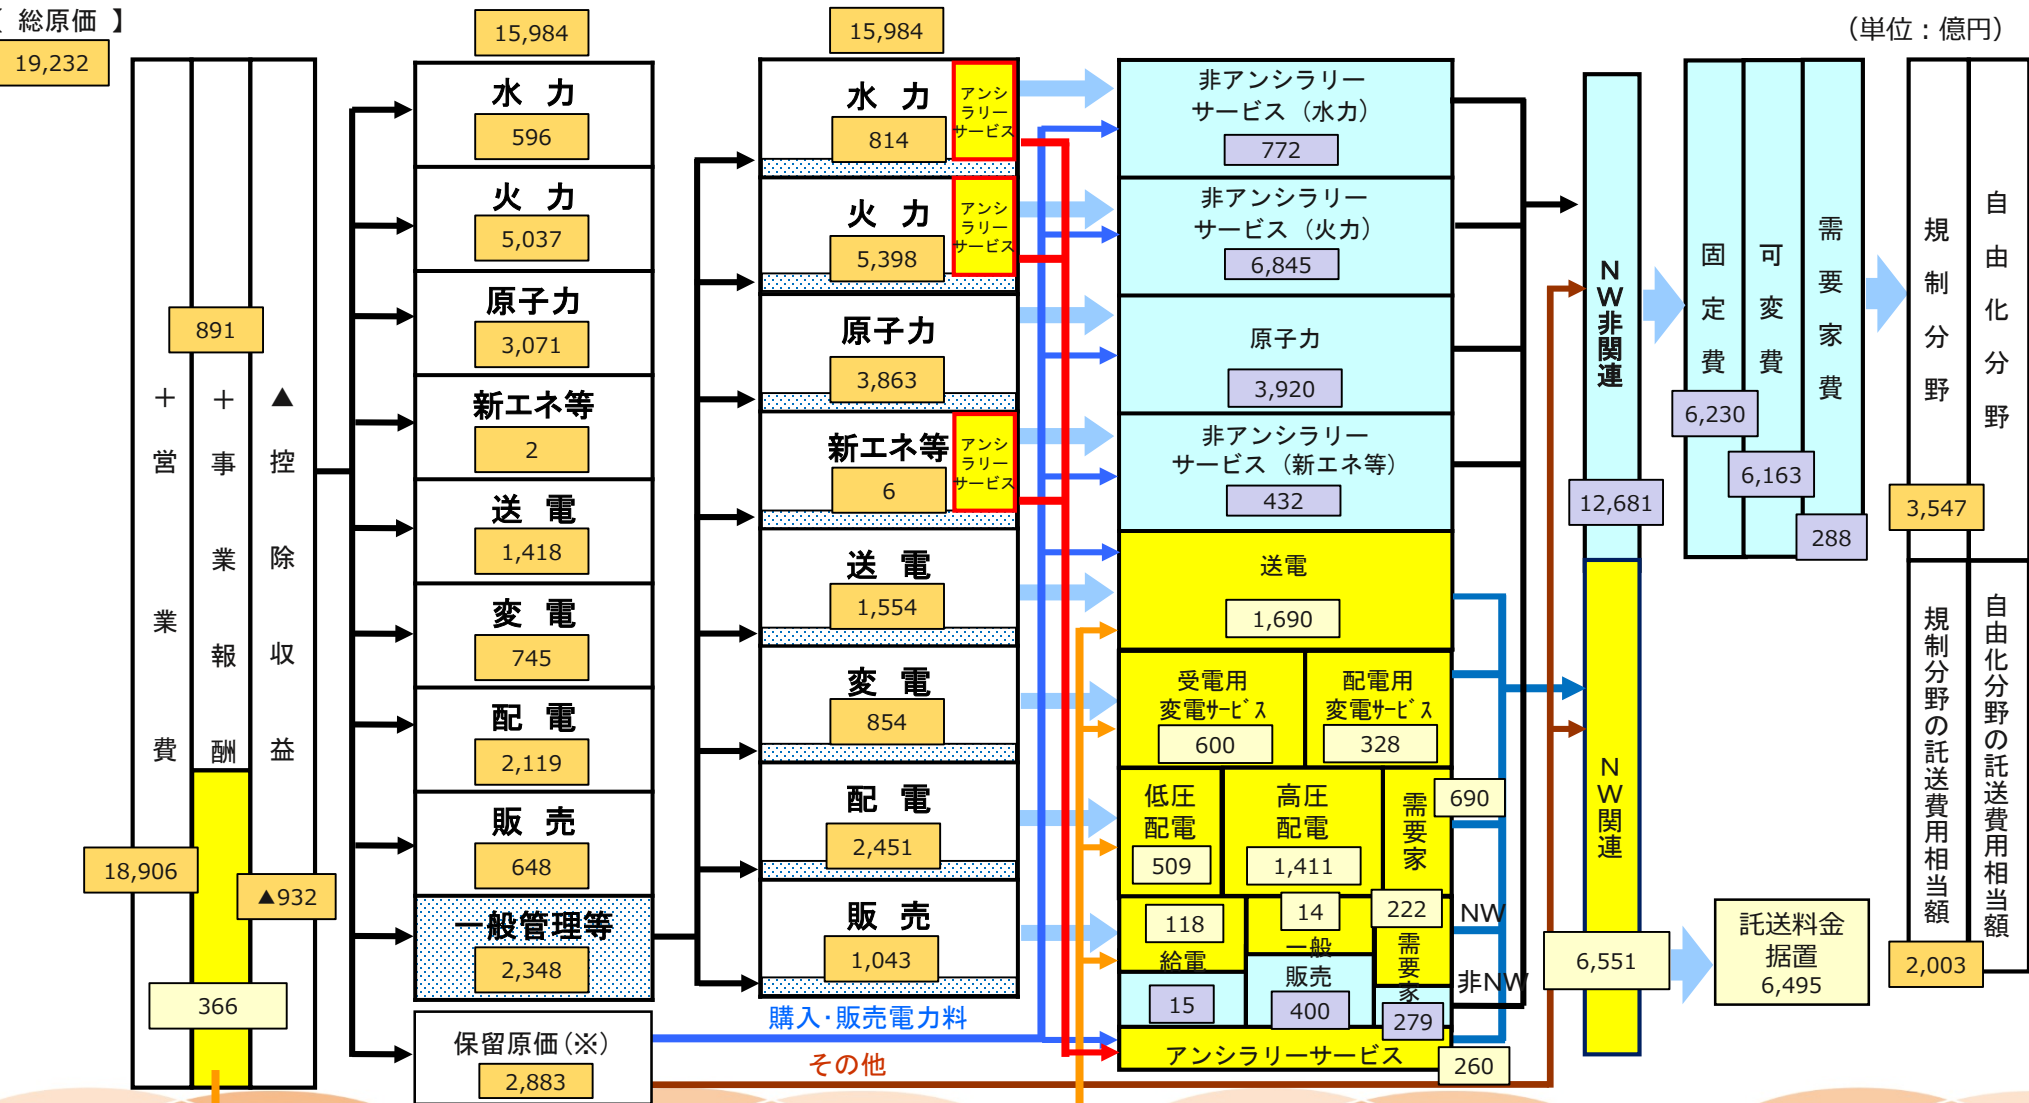 【 総原価 】
19,232
（単位：億円）
＋営業費
18,906
＋事業報酬
891
366
▲控除収益
▲932
15,984
水 力
596
火 力
5,037
原子力
3,071
新エネ等
2
送 電
1,418
変 電
745
配 電
2,119
販 売
648
一般管理等
2,348
保留原価(※)
2,883
15,984
水 力
814
アンシ
ラリー
サービス
火 力
5,398
アンシ
ラリー
サービス
原子力
3,863
新エネ等
6
アンシ
ラリー
サービス
送 電
1,554
変 電
854
配 電
2,451
販 売
1,043
購入・販売電力料
その他
非アンシラリー
サービス（水力）
772
非アンシラリー
サービス（火力）
6,845
原子力
3,920
非アンシラリー
サービス（新エネ等）
432
送電
1,690
受電用
変電ｻｰﾋﾞｽ
600
配電用
変電ｻｰﾋﾞｽ
328
低圧
配電
509
高圧
配電
1,411
需要家
690
118
給電
15
14
一般
販売
400
222
需要家
279
NW
非NW
アンシラリーサービス
260
NW非関連
12,681
NW関連
6,551
固定費
6,230
可変費
6,163
需要家費
288
託送料金
据置
6,495
規制分野
3,547
自由化分野
規制分野の託送費用相当額
2,003
自由化分野の託送費用相当額